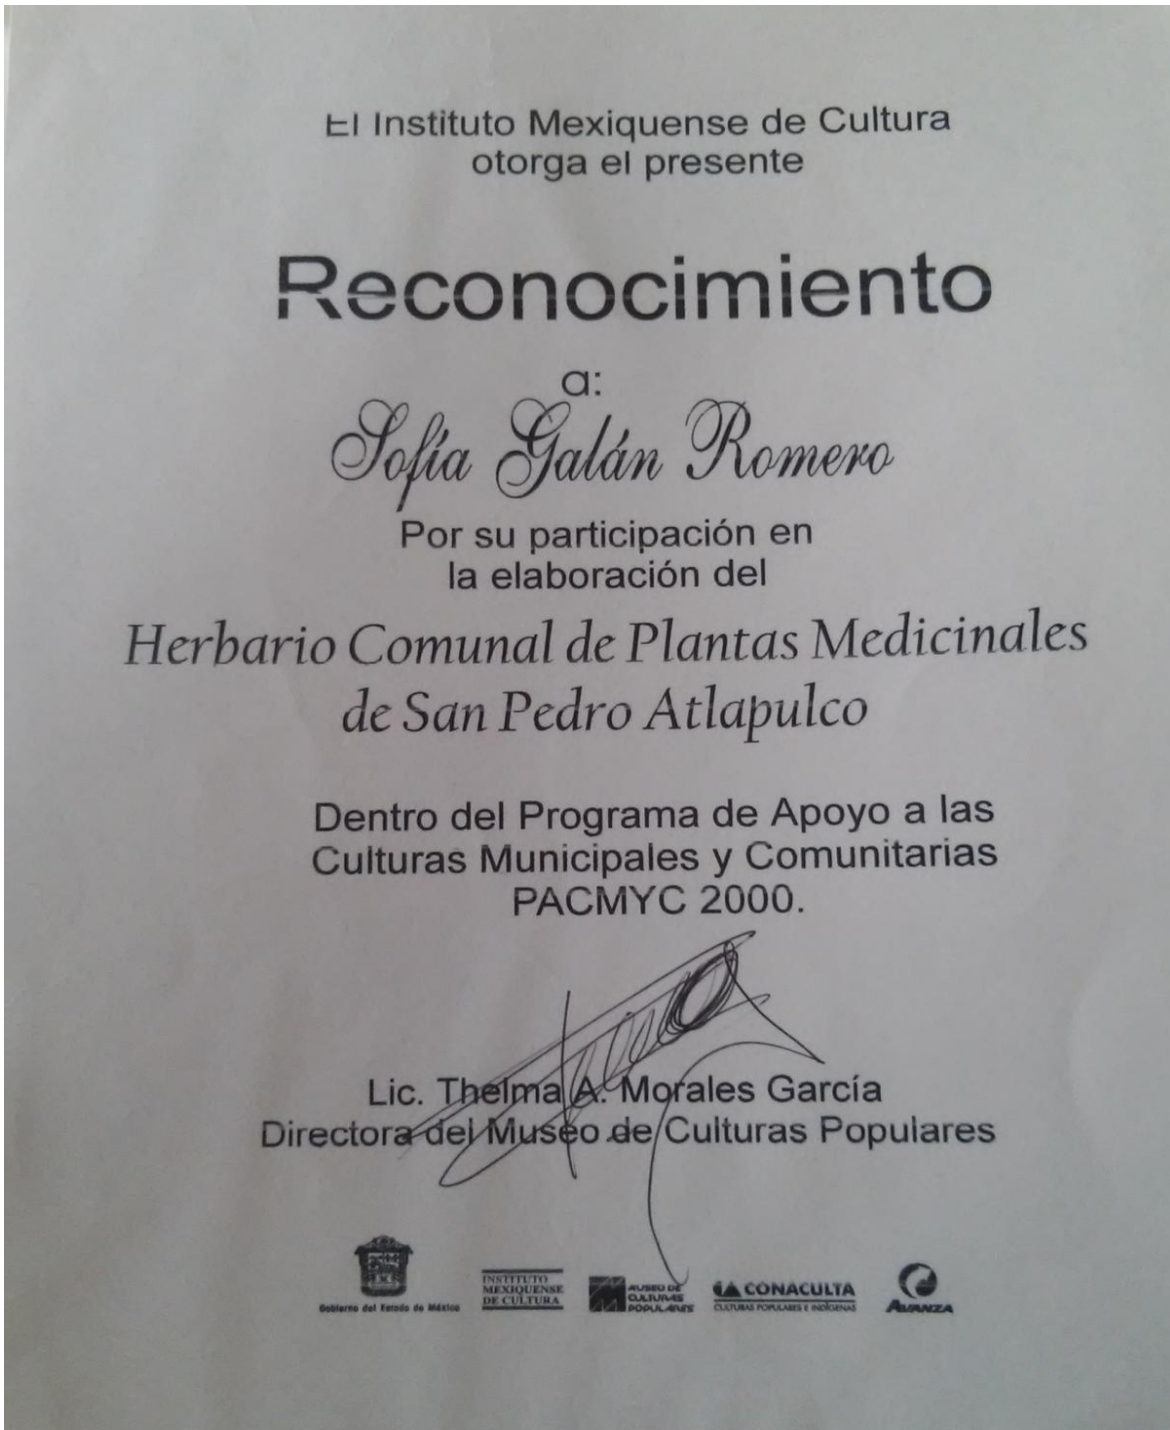 El Instituto Mexiquense de Cultura
otorga el presente
Reconocimiento
a:
Sofía Galán Romero
Por su participación en
la elaboración del
Herbario Comunal de Plantas Medicinales
de San Pedro Atlapulco
Dentro del Programa de Apoyo a las
Culturas Municipales y Comunitarias
PACMYC 2000.
Lic. Thelma A. Morales García
Directora del Museo de Culturas Populares
Gobierno del Estado de México
INSTITUTO
MEXIQUENSE
DE CULTURA
MUSEO DE
CULTURAS
POPULARES
CONACULTA
CULTURAS POPULARES E INDÍGENAS
AVANZA